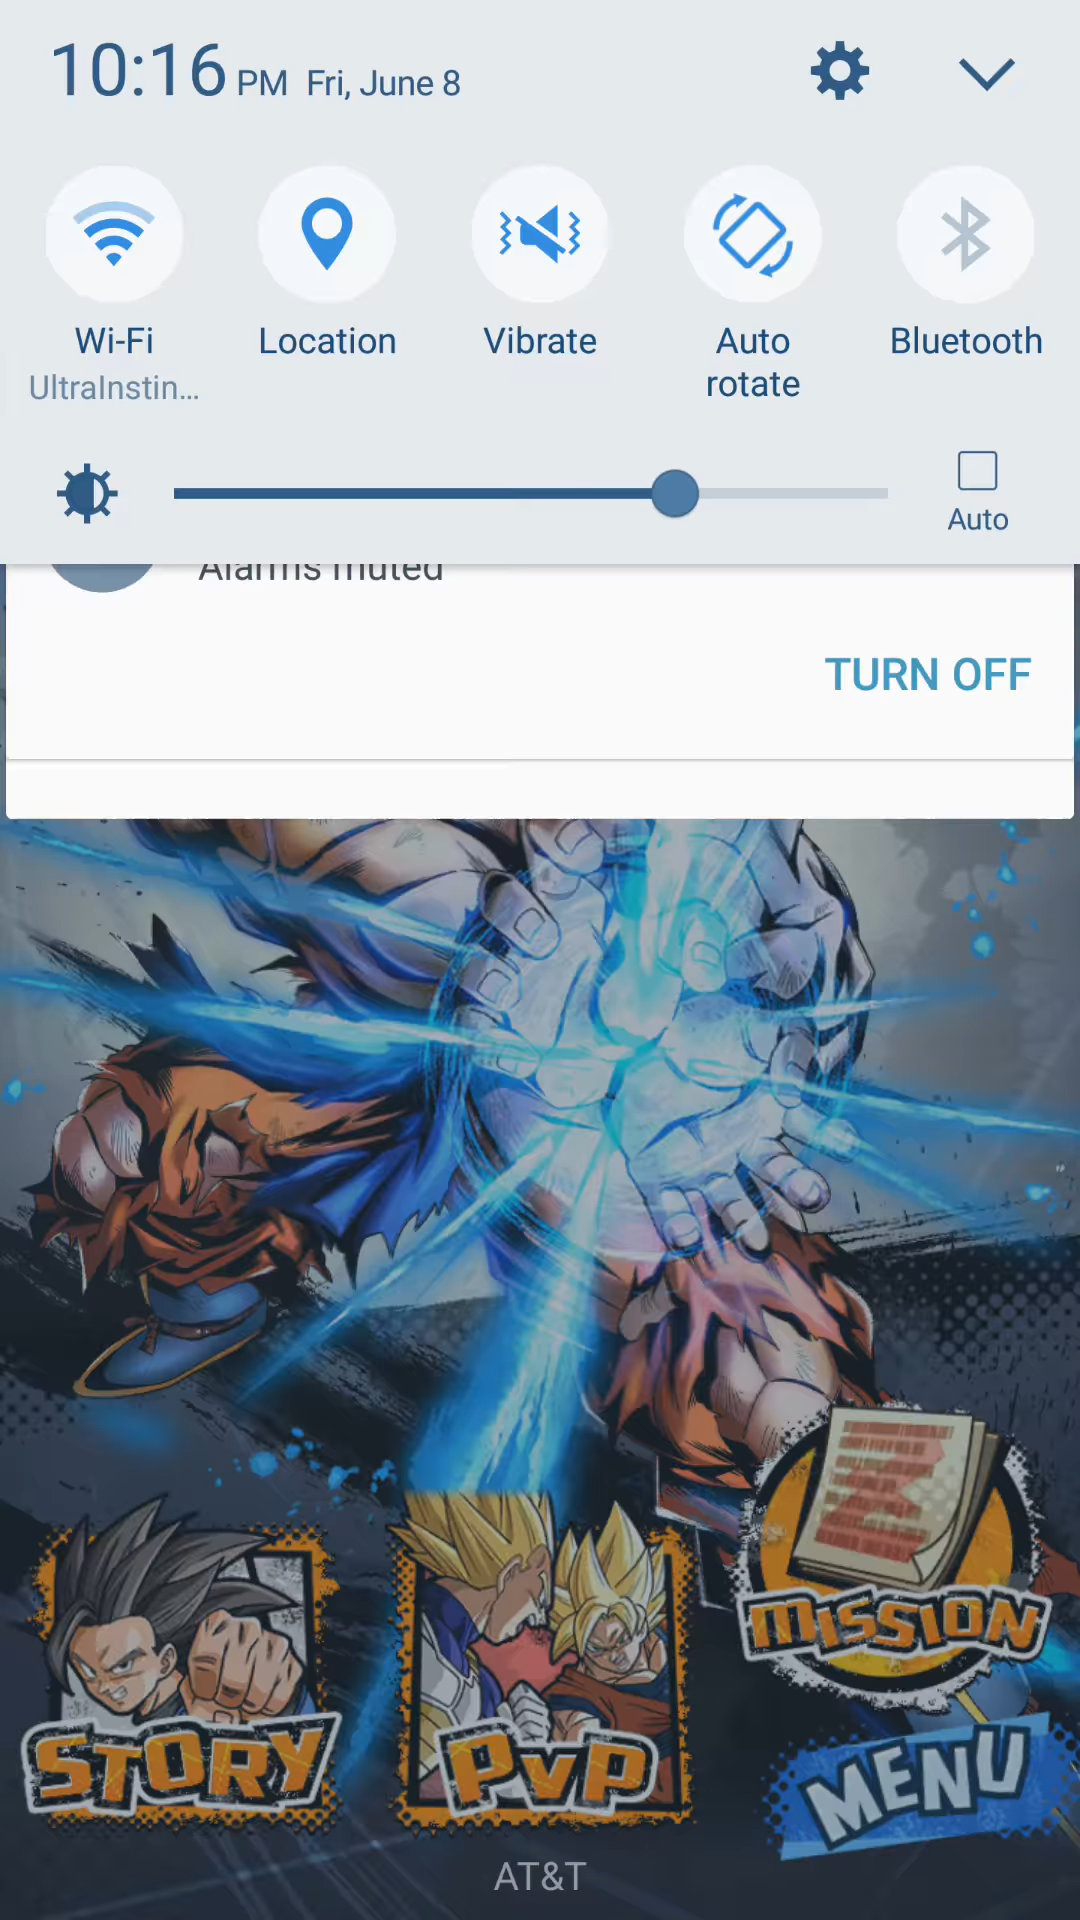 10:16 PM Fri, June 8
Wi-Fi
UltraInstin...
Location
Vibrate
Auto
rotate
Bluetooth
Auto
Alarms muted
TURN OFF
MISSION
STORY
PVP
MENU
AT&T